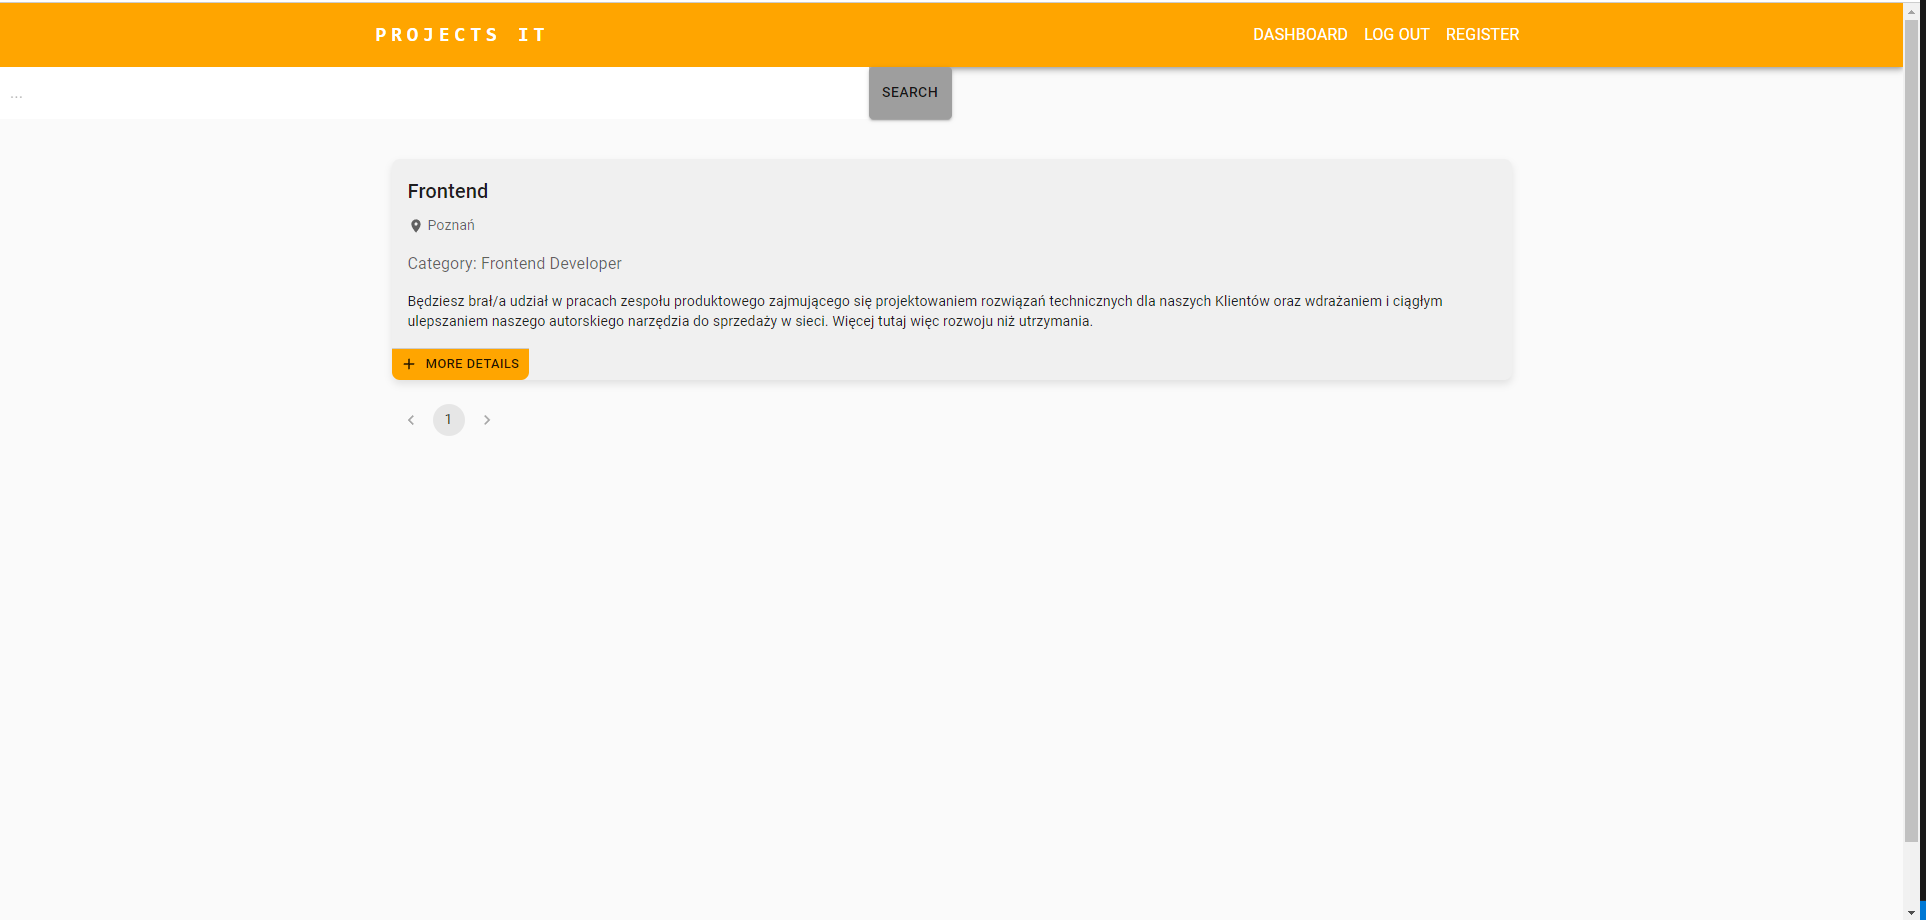 PROJECTS IT
DASHBOARD LOG OUT REGISTER
...
SEARCH
Frontend
Poznań
Category: Frontend Developer
Będziesz brał/a udział w pracach zespołu produktowego zajmującego się projektowaniem rozwiązań technicznych dla naszych Klientów oraz wdrażaniem i ciągłym
ulepszaniem naszego autorskiego narzędzia do sprzedaży w sieci. Więcej tutaj więc rozwoju niż utrzymania.
+ MORE DETAILS
< 1 >